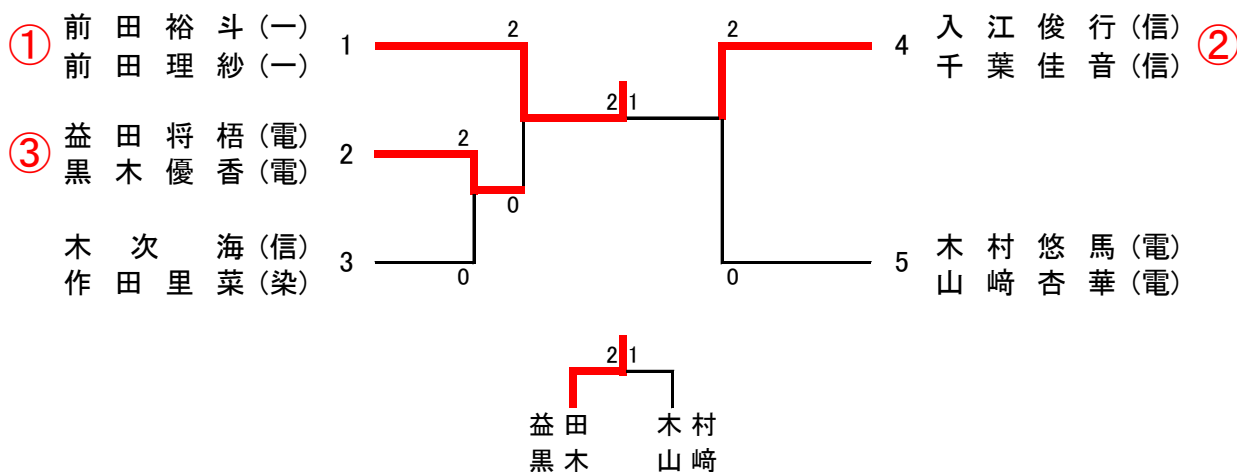 ① 前田裕斗(一) 1
前田理紗(一)
③ 益田将梧(電) 2
黒木優香(電)
木次海(信) 3
作田里菜(染)
2
2
0
0
2 1
2
0
4 入江俊行(信) ②
千葉佳音(信)
5 木村悠馬(電)
山﨑杏華(電)
2 1
益田 木村
黒木 山﨑